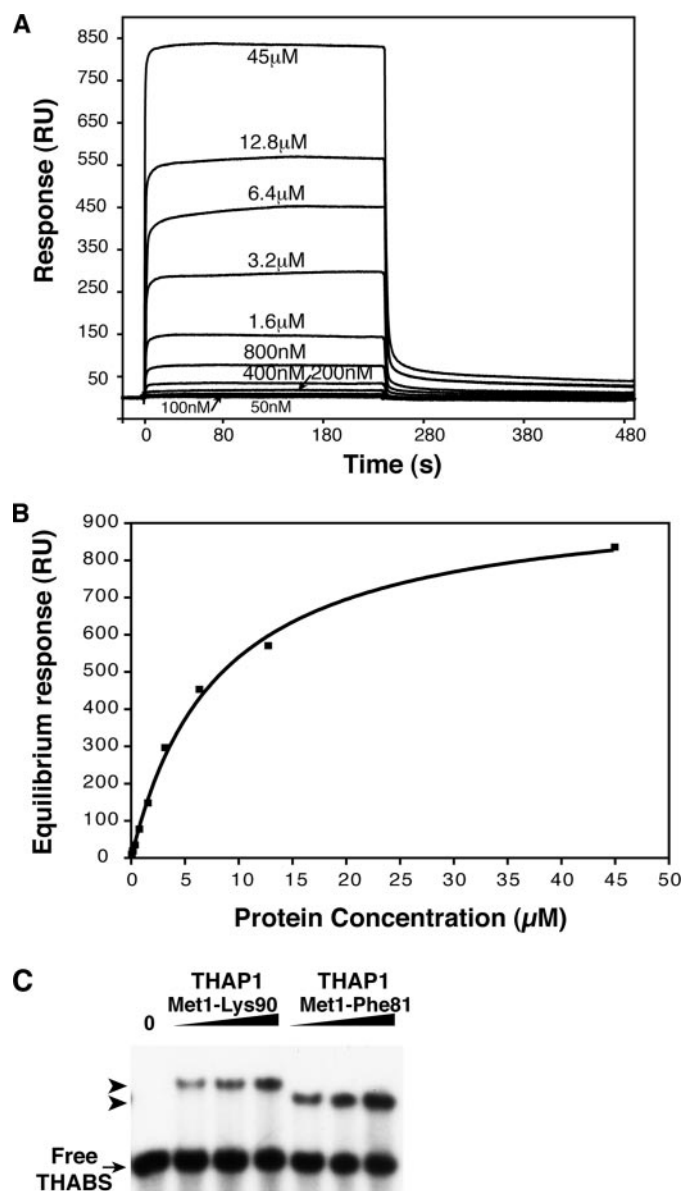 A
850
750
650
550
450
350
250
150
50
Response (RU)
45µM
12.8µM
6.4µM
3.2µM
1.6µM
800nM
400nM 200nM
100nM 50nM
0 80 180 280 380 480
Time (s)
B
900
800
700
600
500
400
300
200
100
0
Equilibrium response (RU)
0 5 10 15 20 25 30 35 40 45 50
Protein Concentration (µM)
C
THAP1 THAP1
0 Met1-Lys90 Met1-Phe81
Free
THABS